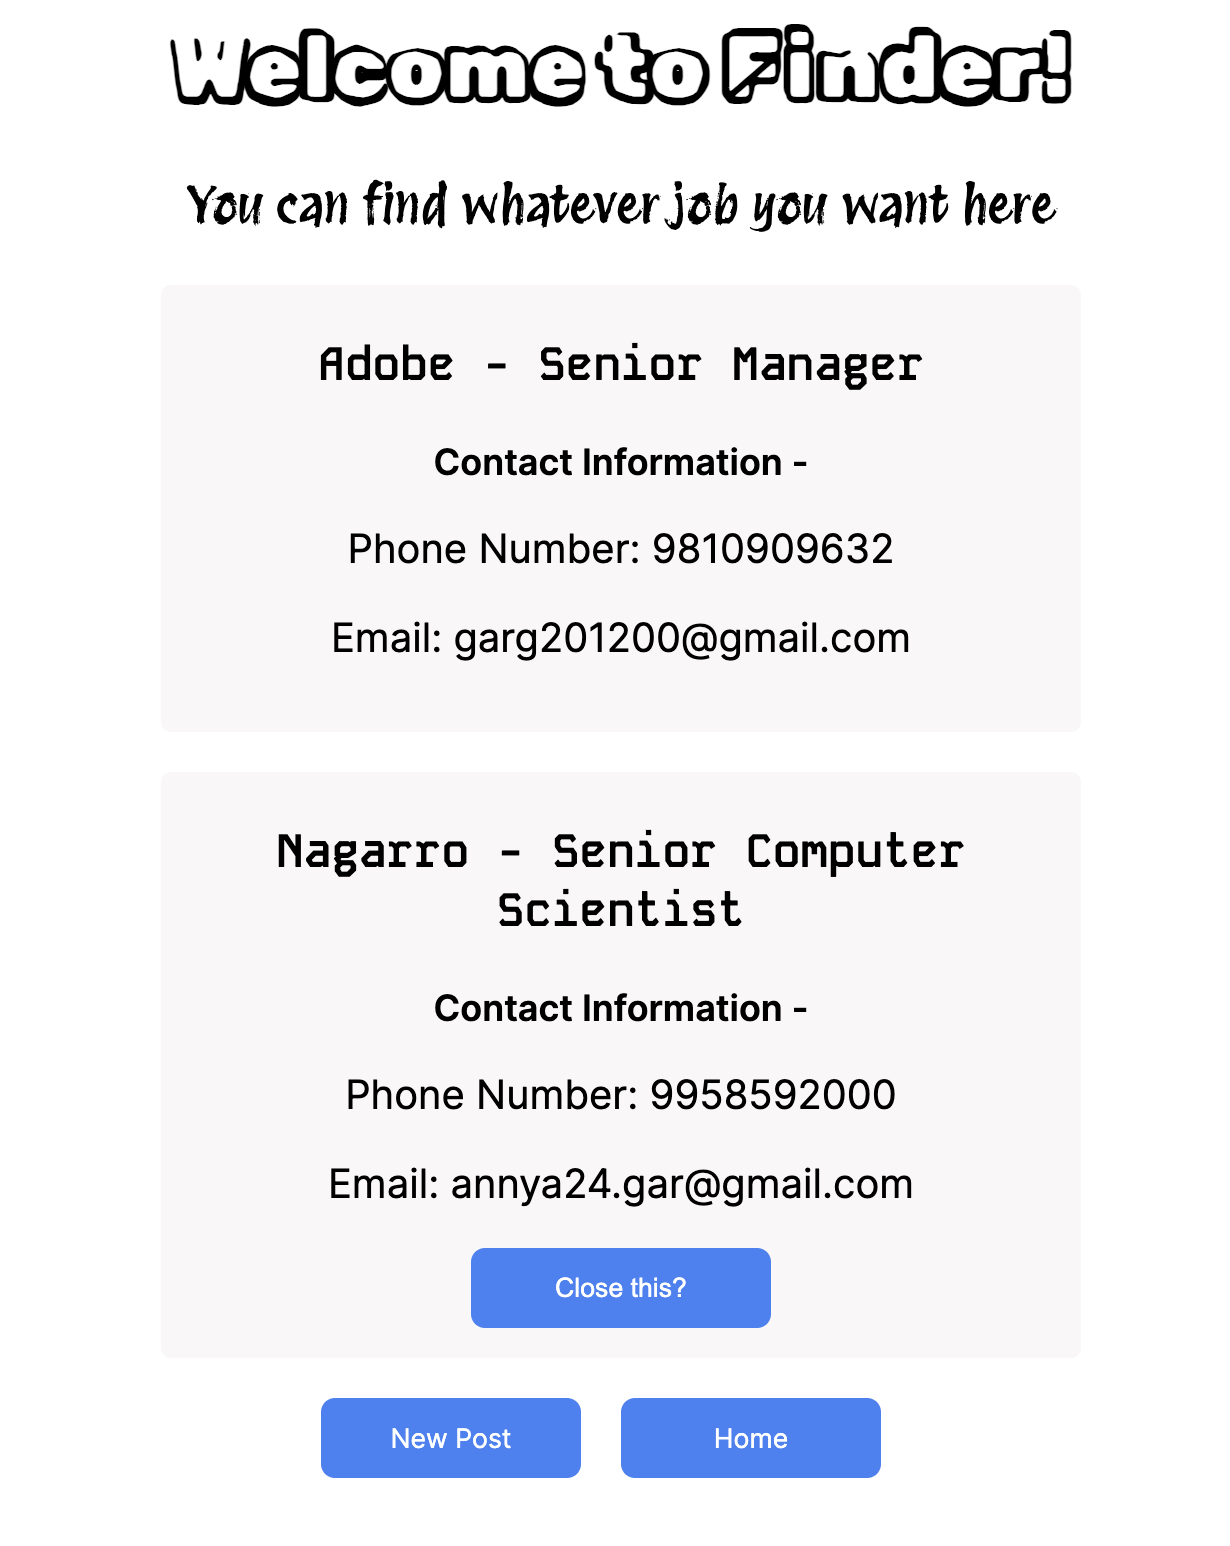 Welcome to Finder!
You can find whatever job you want here
Adobe - Senior Manager
Contact Information -
Phone Number: 9810909632
Email: garg201200@gmail.com
Nagarro - Senior Computer
Scientist
Contact Information -
Phone Number: 9958592000
Email: annya24.gar@gmail.com
Close this?
New Post
Home